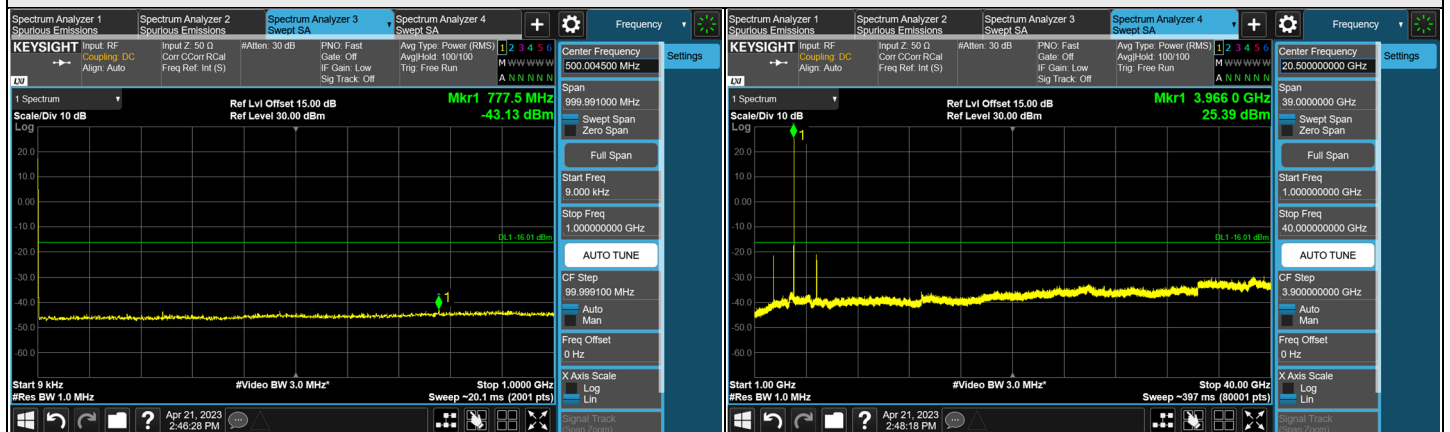 Spectrum Analyzer 1
Spurious Emissions
Spectrum Analyzer 2
Spurious Emissions
Spectrum Analyzer 3
Swept SA
Spectrum Analyzer 4
Swept SA
+
Frequency
KEYSIGHT
LXI
Input: RF
Coupling: DC
Align: Auto
Input Z: 50 Ω
Corr CCorr RCal
Freq Ref: Int (S)
#Atten: 30 dB
PNO: Fast
Gate: Off
IF Gain: Low
Sig Track: Off
Avg Type: Power (RMS)
Avg|Hold: 100/100
Trig: Free Run
1 2 3 4 5 6
M W W W W W
A N N N N N
1 Spectrum
Scale/Div 10 dB
Log
Ref Lvl Offset 15.00 dB
Ref Level 30.00 dBm
Mkr1 777.5 MHz
-43.13 dBm
20.0
10.0
0.00
-10.0
-20.0
-30.0
-40.0
-50.0
-60.0
DL1 -16.01 dBm
1
Start 9 kHz
#Res BW 1.0 MHz
#Video BW 3.0 MHz*
Stop 1.0000 GHz
Sweep ~20.1 ms (2001 pts)
Center Frequency
500.004500 MHz
Settings
Span
999.991000 MHz
Swept Span
Zero Span
Full Span
Start Freq
9.000 kHz
Stop Freq
1.000000000 GHz
AUTO TUNE
CF Step
99.999100 MHz
Auto
Man
Freq Offset
0 Hz
X Axis Scale
Log
Lin
Signal Track
(Span Zoom)
?
Apr 21, 2023
2:46:28 PM
Spectrum Analyzer 1
Spurious Emissions
Spectrum Analyzer 2
Spurious Emissions
Spectrum Analyzer 3
Swept SA
Spectrum Analyzer 4
Swept SA
+
Frequency
KEYSIGHT
LXI
Input: RF
Coupling: DC
Align: Auto
Input Z: 50 Ω
Corr CCorr RCal
Freq Ref: Int (S)
#Atten: 30 dB
PNO: Fast
Gate: Off
IF Gain: Low
Sig Track: Off
Avg Type: Power (RMS)
Avg|Hold: 100/100
Trig: Free Run
1 2 3 4 5 6
M W W W W W
A N N N N N
1 Spectrum
Scale/Div 10 dB
Log
Ref Lvl Offset 15.00 dB
Ref Level 30.00 dBm
Mkr1 3.966 0 GHz
25.39 dBm
20.0
10.0
0.00
-10.0
-20.0
-30.0
-40.0
-50.0
-60.0
DL1 -16.01 dBm
1
Start 1.00 GHz
#Res BW 1.0 MHz
#Video BW 3.0 MHz*
Stop 40.00 GHz
Sweep ~397 ms (80001 pts)
Center Frequency
20.500000000 GHz
Settings
Span
39.0000000 GHz
Swept Span
Zero Span
Full Span
Start Freq
1.000000000 GHz
Stop Freq
40.000000000 GHz
AUTO TUNE
CF Step
3.900000000 GHz
Auto
Man
Freq Offset
0 Hz
X Axis Scale
Log
Lin
Signal Track
(Span Zoom)
?
Apr 21, 2023
2:48:18 PM